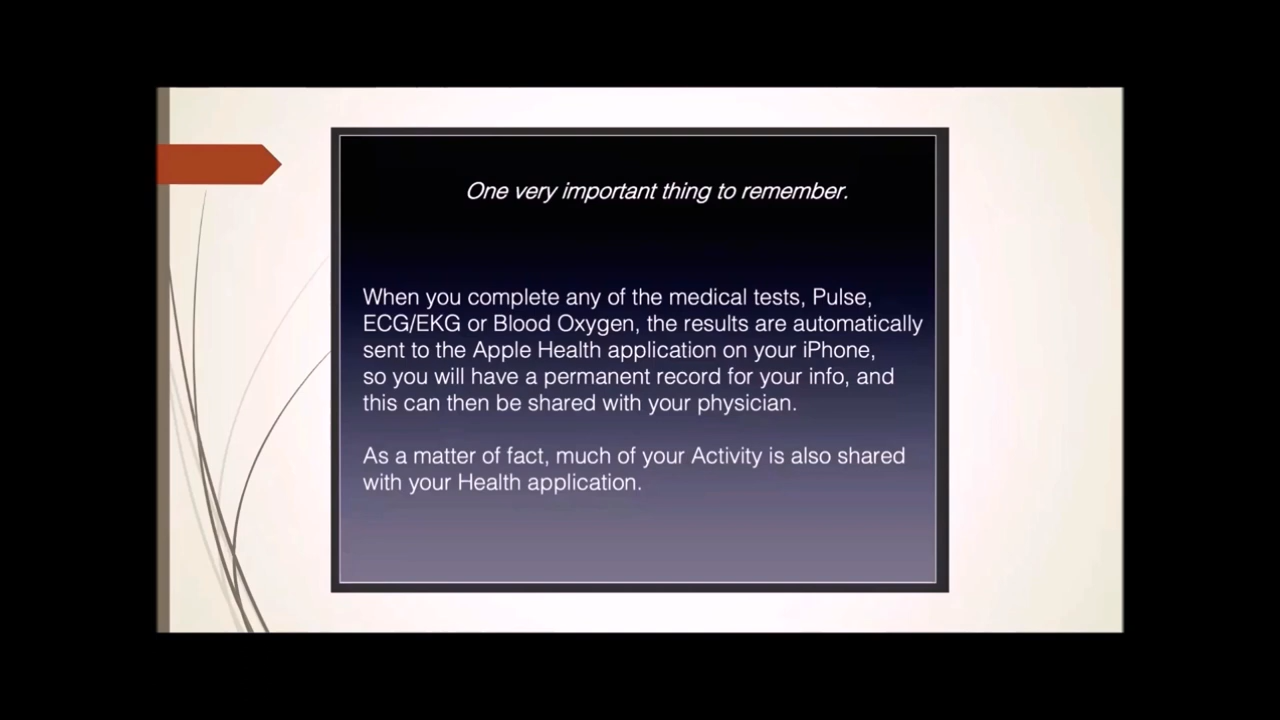 One very important thing to remember.
When you complete any of the medical tests, Pulse,
ECG/EKG or Blood Oxygen, the results are automatically
sent to the Apple Health application on your iPhone,
so you will have a permanent record for your info, and
this can then be shared with your physician.
As a matter of fact, much of your Activity is also shared
with your Health application.